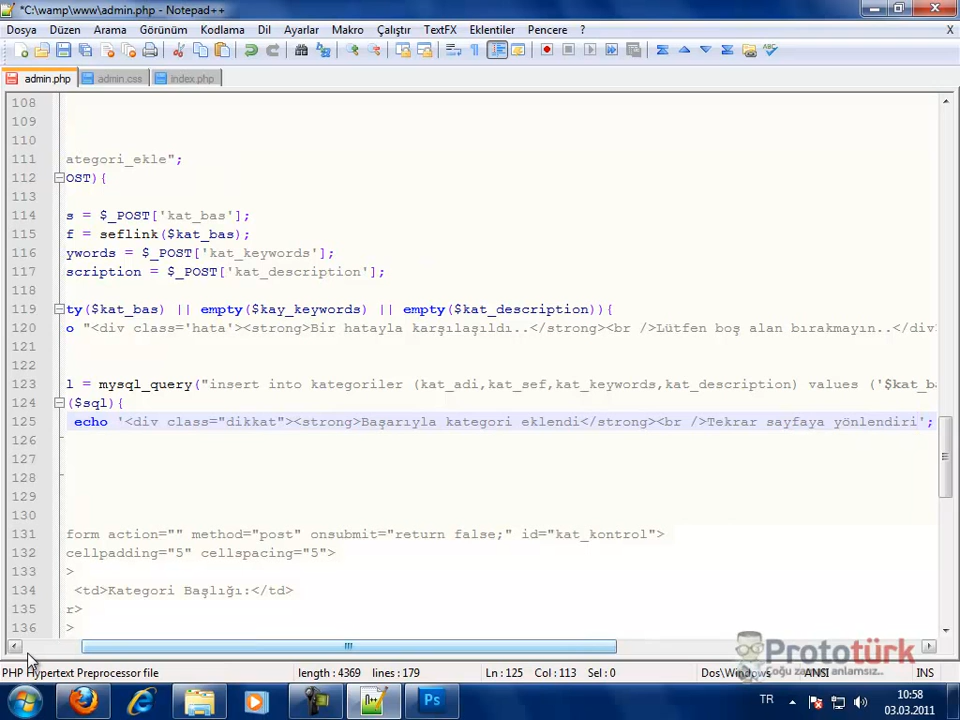 *C:\wamp\www\admin.php - Notepad++
Dosya Düzen Arama Görünüm Kodlama Dil Ayarlar Makro Çalıştır TextFX Eklentiler Pencere ? X
admin.php admin.css index.php
108
109
110
111 ategori_ekle";
112 OST){
113
114 s = $_POST['kat_bas'];
115 f = seflink($kat_bas);
116 ywords = $_POST['kat_keywords'];
117 scription = $_POST['kat_description'];
118
119 ty($kat_bas) || empty($kay_keywords) || empty($kat_description)){
120 o "<div class='hata'><strong>Bir hatayla karşılaşıldı..</strong><br />Lütfen boş alan bırakmayın..</div>
121
122
123 l = mysql_query("insert into kategoriler (kat_adi,kat_sef,kat_keywords,kat_description) values ('$kat_b
124 ($sql){
125 echo '<div class="dikkat"><strong>Başarıyla kategori eklendi</strong><br />Tekrar sayfaya yönlendiri';
126
127
128
129
130
131 form action="" method="post" onsubmit="return false;" id="kat_kontrol">
132 cellpadding="5" cellspacing="5">
133 >
134 <td>Kategori Başlığı:</td>
135 r>
136 >
Prototürk
Çoğu zaman anlamsız..
PHP Hypertext Preprocessor file length : 4369 lines : 179 Ln : 125 Col : 113 Sel : 0 Dos\Windows ANSI INS
Ps TR 10:58
03.03.2011